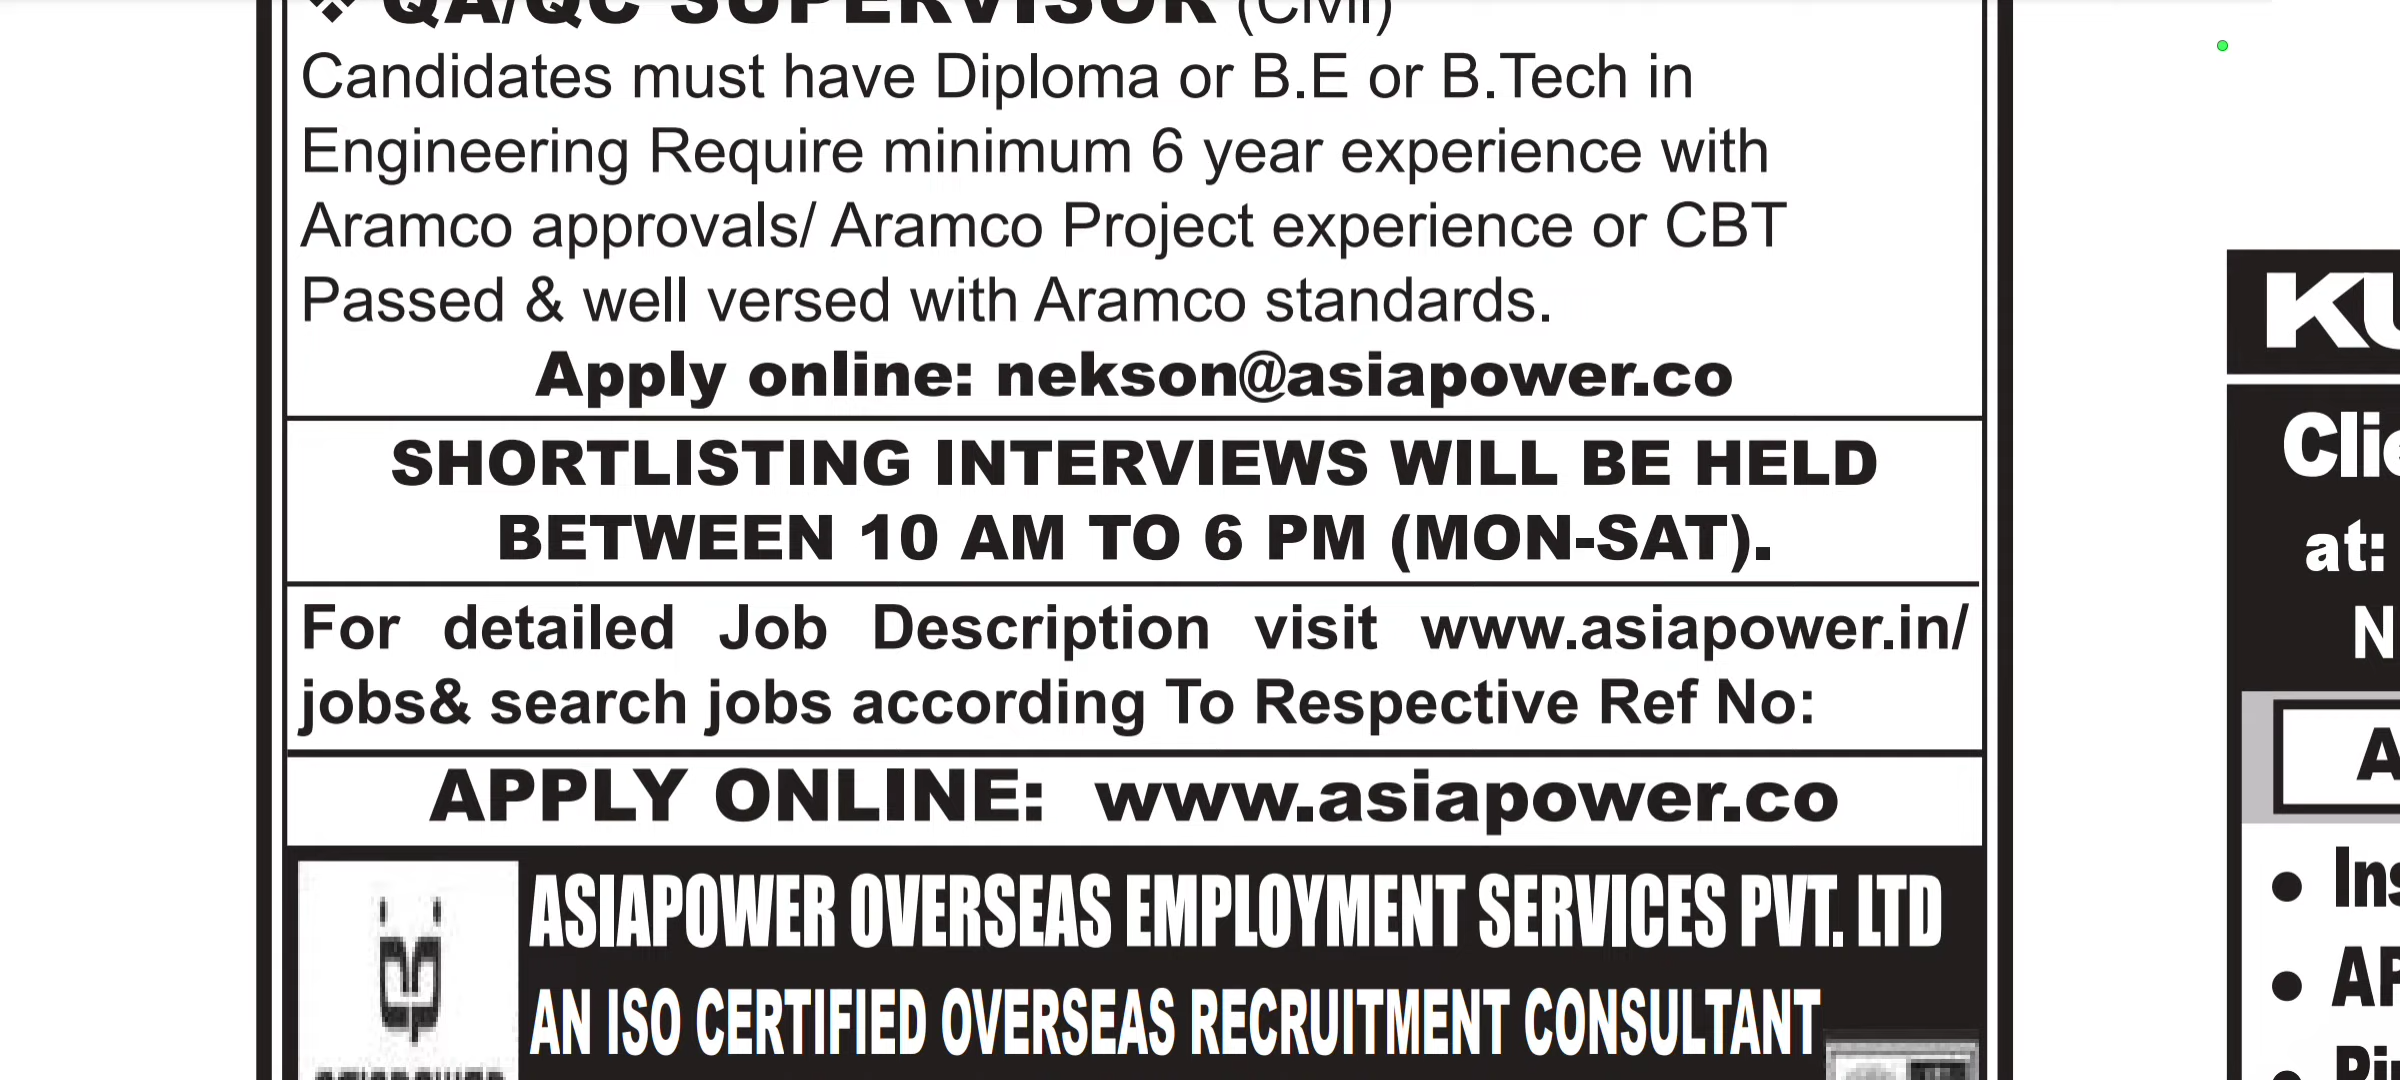 QA/QC SUPERVISOR (Civil)
Candidates must have Diploma or B.E or B.Tech in
Engineering Require minimum 6 year experience with
Aramco approvals/ Aramco Project experience or CBT
Passed & well versed with Aramco standards.
Apply online: nekson@asiapower.co
SHORTLISTING INTERVIEWS WILL BE HELD
BETWEEN 10 AM TO 6 PM (MON-SAT).
For detailed Job Description visit www.asiapower.in/
jobs& search jobs according To Respective Ref No:
APPLY ONLINE: www.asiapower.co
ASIAPOWER OVERSEAS EMPLOYMENT SERVICES PVT. LTD
AN ISO CERTIFIED OVERSEAS RECRUITMENT CONSULTANT
at: